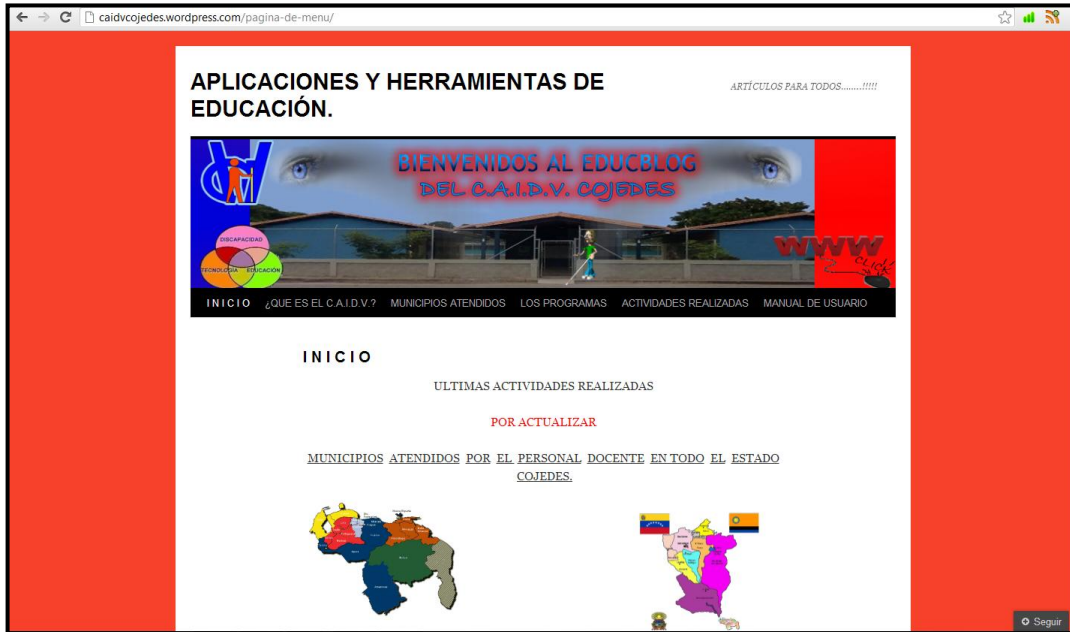 caidvcojedes.wordpress.com/pagina-de-menu/
APLICACIONES Y HERRAMIENTAS DE
EDUCACIÓN.
ARTÍCULOS PARA TODOS........!!!!!
BIENVENIDOS AL EDUCBLOG
DEL C.A.I.D.V. COJEDES
DISCAPACIDAD
TECNOLOGÍA EDUCACIÓN
WWW
CLICK!!
INICIO ¿QUE ES EL C.A.I.D.V.? MUNICIPIOS ATENDIDOS LOS PROGRAMAS ACTIVIDADES REALIZADAS MANUAL DE USUARIO
INICIO
ULTIMAS ACTIVIDADES REALIZADAS
POR ACTUALIZAR
MUNICIPIOS ATENDIDOS POR EL PERSONAL DOCENTE EN TODO EL ESTADO
COJEDES.
Seguir